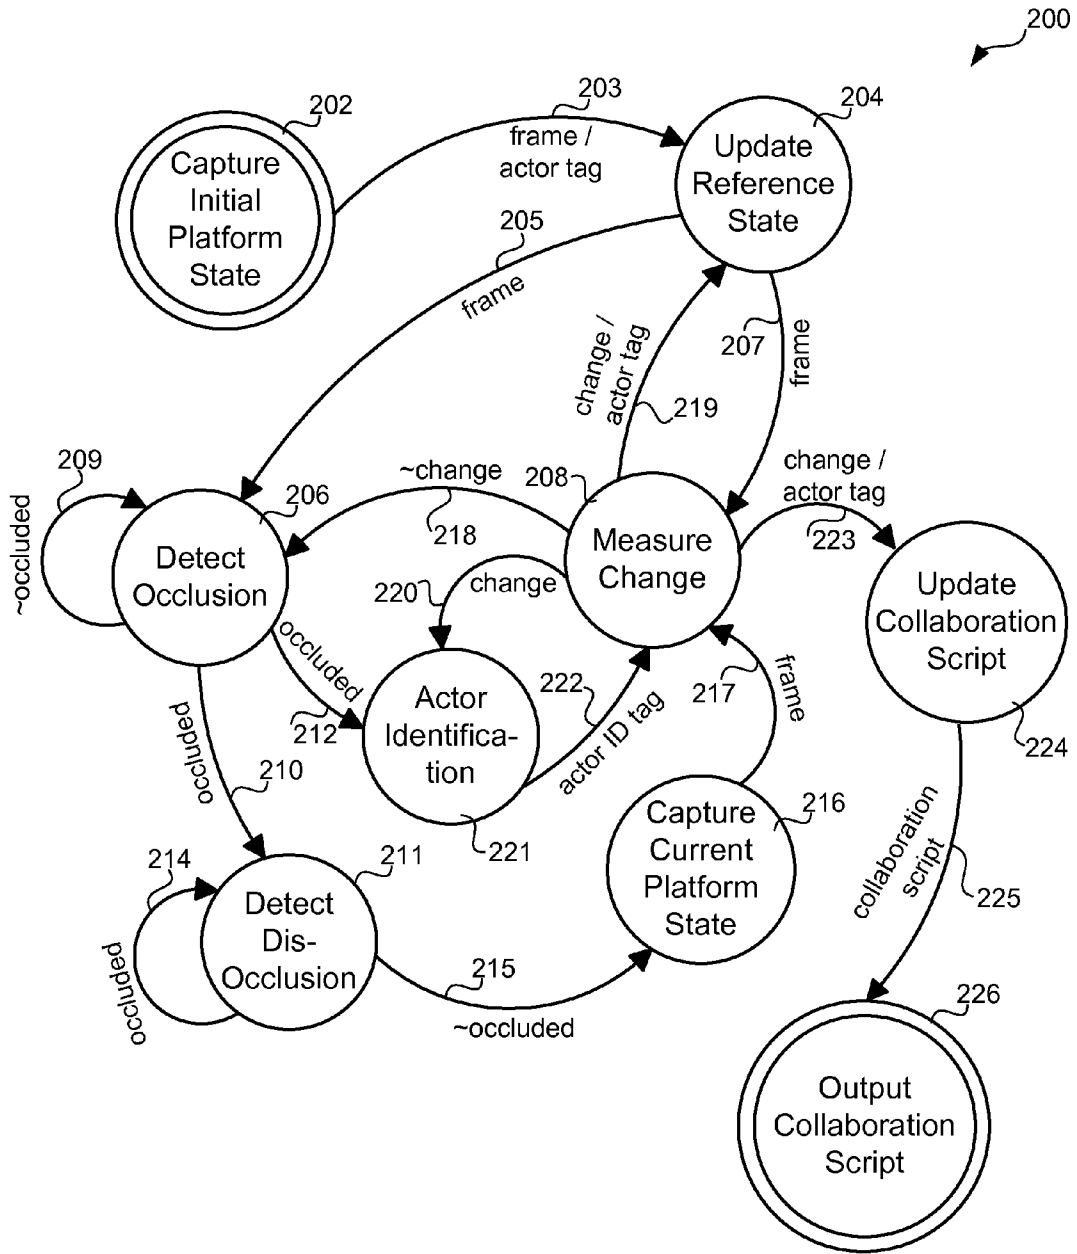 200
202
Capture
Initial
Platform
State
203
frame /
actor tag
204
Update
Reference
State
205
frame
207
frame
change /
actor tag
219
209
~occluded
206
Detect
Occlusion
~change
218
208
Measure
Change
change /
actor tag
223
220
change
Update
Collaboration
Script
224
occluded
212
Actor
Identifica-
tion
221
222
actor ID tag
217
frame
occluded
210
Capture
Current
Platform
State
216
collaboration
script
225
214
occluded
211
Detect
Dis-
Occlusion
215
~occluded
226
Output
Collaboration
Script